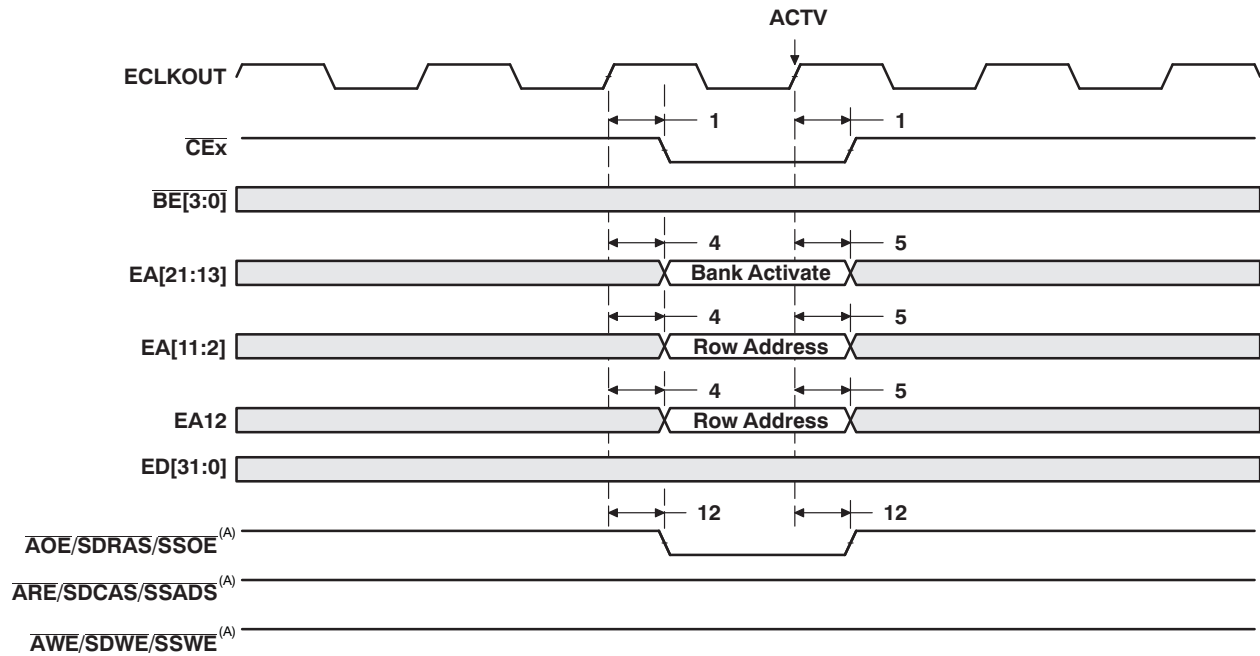 ACTV
ECLKOUT
1 1
CEx
BE[3:0]
4 5
EA[21:13] Bank Activate
4 5
EA[11:2] Row Address
4 5
EA12 Row Address
ED[31:0]
12 12
AOE/SDRAS/SSOE(A)
ARE/SDCAS/SSADS(A)
AWE/SDWE/SSWE(A)